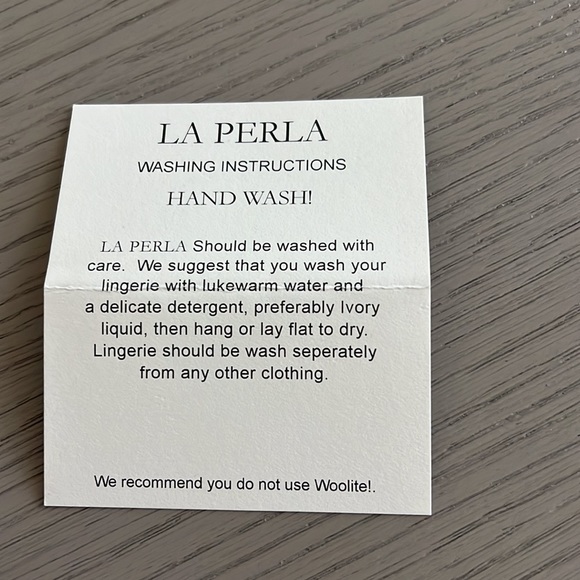 LA PERLA
WASHING INSTRUCTIONS
HAND WASH!
LA PERLA Should be washed with
care. We suggest that you wash your
lingerie with lukewarm water and
a delicate detergent, preferably Ivory
liquid, then hang or lay flat to dry.
Lingerie should be wash seperately
from any other clothing.
We recommend you do not use Woolite!.